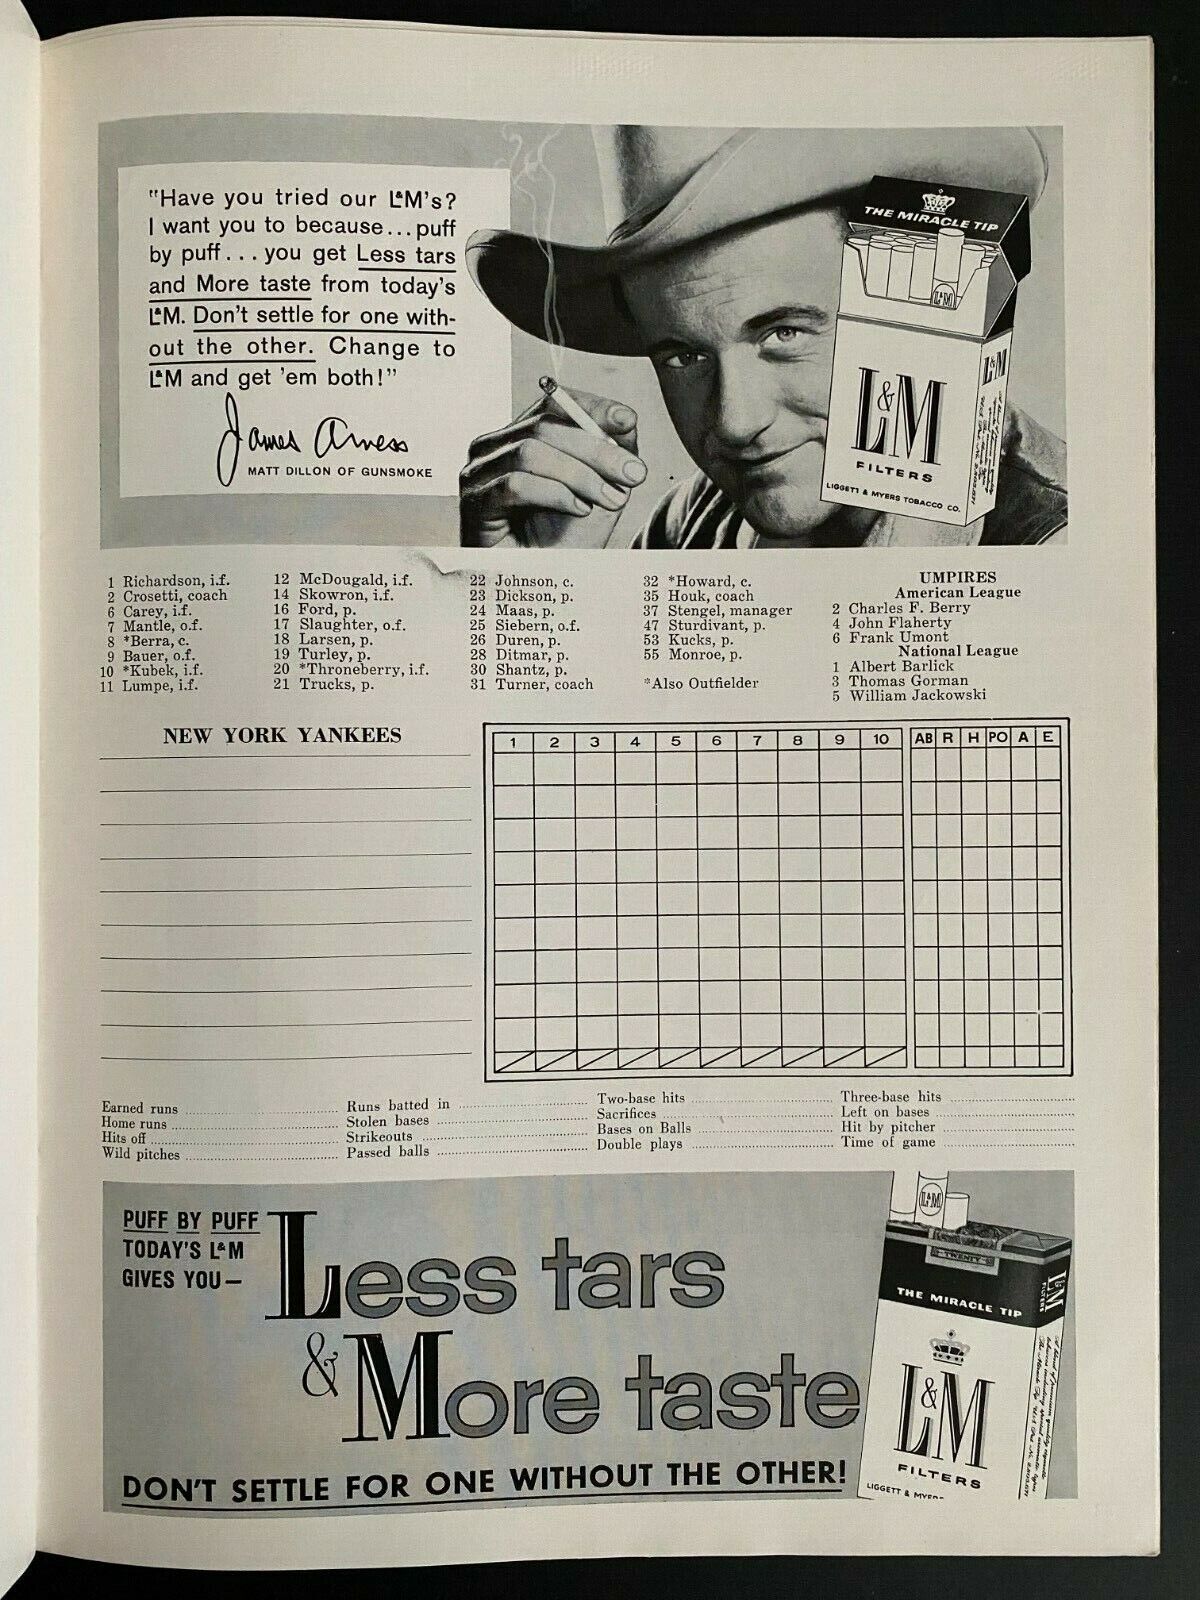 "Have you tried our L&M's?
I want you to because...puff
by puff...you get Less tars
and More taste from today's
L&M. Don't settle for one with-
out the other. Change to
L&M and get 'em both!"
James Arness
MATT DILLON OF GUNSMOKE
THE MIRACLE TIP
L&M
L&M
FILTERS
LIGGETT & MYERS TOBACCO CO.
L&M
1 Richardson, i.f.
2 Crosetti, coach
6 Carey, i.f.
7 Mantle, o.f.
8 *Berra, c.
9 Bauer, o.f.
10 *Kubek, i.f.
11 Lumpe, i.f.
12 McDougald, i.f.
14 Skowron, i.f.
16 Ford, p.
17 Slaughter, o.f.
18 Larsen, p.
19 Turley, p.
20 *Throneberry, i.f.
21 Trucks, p.
22 Johnson, c.
23 Dickson, p.
24 Maas, p.
25 Siebern, o.f.
26 Duren, p.
28 Ditmar, p.
30 Shantz, p.
31 Turner, coach
32 *Howard, c.
35 Houk, coach
37 Stengel, manager
47 Sturdivant, p.
53 Kucks, p.
55 Monroe, p.
*Also Outfielder
UMPIRES
American League
2 Charles F. Berry
4 John Flaherty
6 Frank Umont
National League
1 Albert Barlick
3 Thomas Gorman
5 William Jackowski
NEW YORK YANKEES
1 2 3 4 5 6 7 8 9 10 AB R H PO A E
Earned runs
Home runs
Hits off
Wild pitches
Runs batted in
Stolen bases
Strikeouts
Passed balls
Two-base hits
Sacrifices
Bases on Balls
Double plays
Three-base hits
Left on bases
Hit by pitcher
Time of game
PUFF BY PUFF
TODAY'S L&M
GIVES YOU—
Less tars
& More taste
DON'T SETTLE FOR ONE WITHOUT THE OTHER!
L&M
TWENTY
THE MIRACLE TIP
L&M
FILTERS
LIGGETT & MYERS
L&M
FILTERS